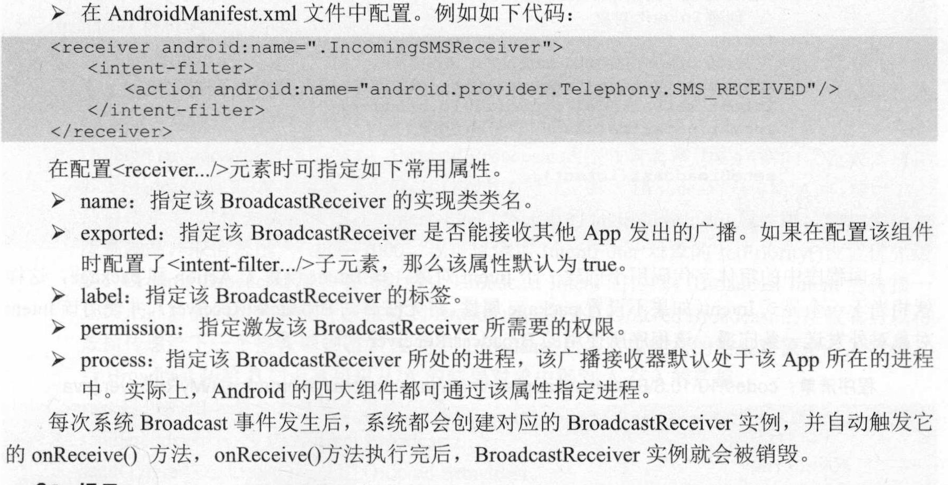 ➢ 在 AndroidManifest.xml 文件中配置。例如如下代码：
<receiver android:name=".IncomingSMSReceiver">
<intent-filter>
<action android:name="android.provider.Telephony.SMS_RECEIVED"/>
</intent-filter>
</receiver>
在配置<receiver.../>元素时可指定如下常用属性。
➢ name：指定该 BroadcastReceiver 的实现类类名。
➢ exported：指定该 BroadcastReceiver 是否能接收其他 App 发出的广播。如果在配置该组件
时配置了<intent-filter.../>子元素，那么该属性默认为 true。
➢ label：指定该 BroadcastReceiver 的标签。
➢ permission：指定激发该 BroadcastReceiver 所需要的权限。
➢ process：指定该 BroadcastReceiver 所处的进程，该广播接收器默认处于该 App 所在的进程
中。实际上，Android 的四大组件都可通过该属性指定进程。
每次系统 Broadcast 事件发生后，系统都会创建对应的 BroadcastReceiver 实例，并自动触发它
的 onReceive() 方法，onReceive()方法执行完后，BroadcastReceiver 实例就会被销毁。